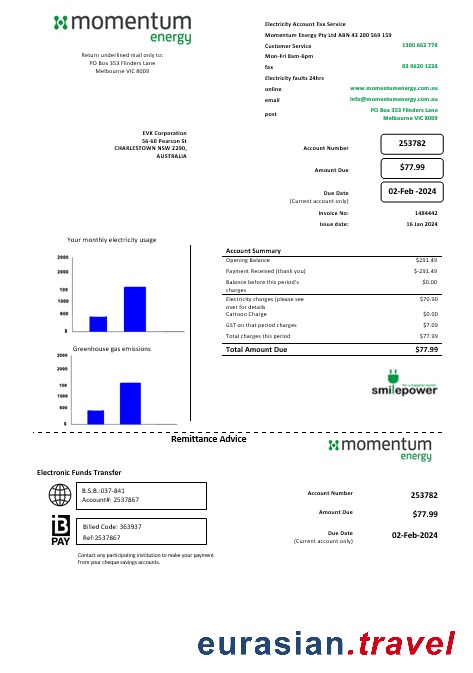 momentum
energy
Return underlined mail only to:
PO Box 353 Flinders Lane
Melbourne VIC 8009
Electricity Account Tax Service
Momentum Energy Pty Ltd ABN 43 200 569 159
Customer Service 1300 662 778
Mon-Fri 8am-6pm
fax 03 9620 1228
Electricity faults 24hrs
online www.momentumenergy.com.au
email info@momentumenergy.com.au
post PO Box 353 Flinders Lane
Melbourne VIC 8009
EVK Corporation
56-60 Pearson St
CHARLESTOWN NSW 2290,
AUSTRALIA
Account Number 253782
Amount Due $77.99
Due Date 02-Feb -2024
(Current account only)
Invoice No: 1484442
Issue date: 16 Jan 2024
Your monthly electricity usage
2000
1500
100
1000
600
$
Greenhouse gas emissions
2000
100
1000
600
$
Account Summary
Opening Balance $291.49
Payment Received (thank you) $-291.49
Balance before this period's $0.00
charges
Electricity charges (please see $70.90
over for details
Cartoon Charge $0.00
GST on that period charges $7.09
Total charges this period $77.99
Total Amount Due $77.99
for a happier world
smilepower
Remittance Advice
momentum
energy
Electronic Funds Transfer
B.S.B.:037-841
Account#: 2537867
B
PAY
Billed Code: 363937
Ref:2537867
Contact any participating institution to make your payment
from your cheque savings accounts.
Account Number 253782
Amount Due $77.99
Due Date 02-Feb-2024
(Current account only)
eurasian.travel